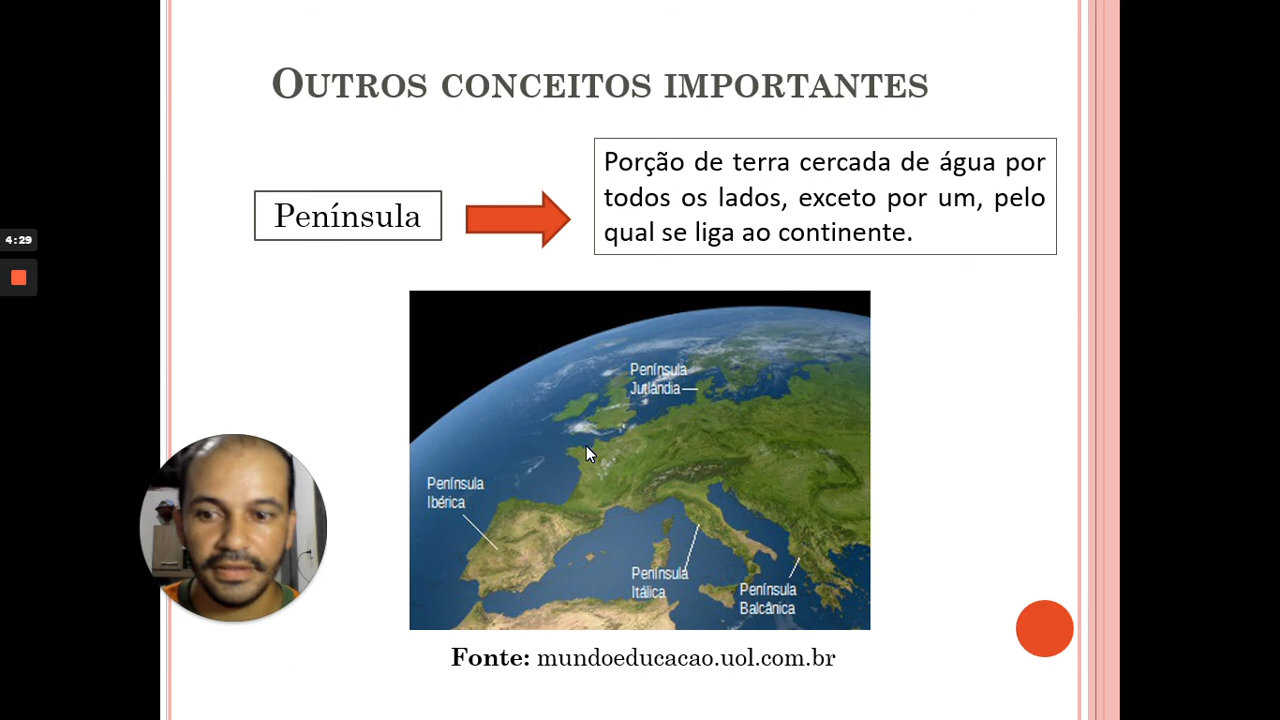 Outros conceitos importantes
Península
Porção de terra cercada de água por
todos os lados, exceto por um, pelo
qual se liga ao continente.
4:29
Península
Jutlândia
Península
Ibérica
Península
Itálica
Península
Balcânica
Fonte: mundoeducacao.uol.com.br